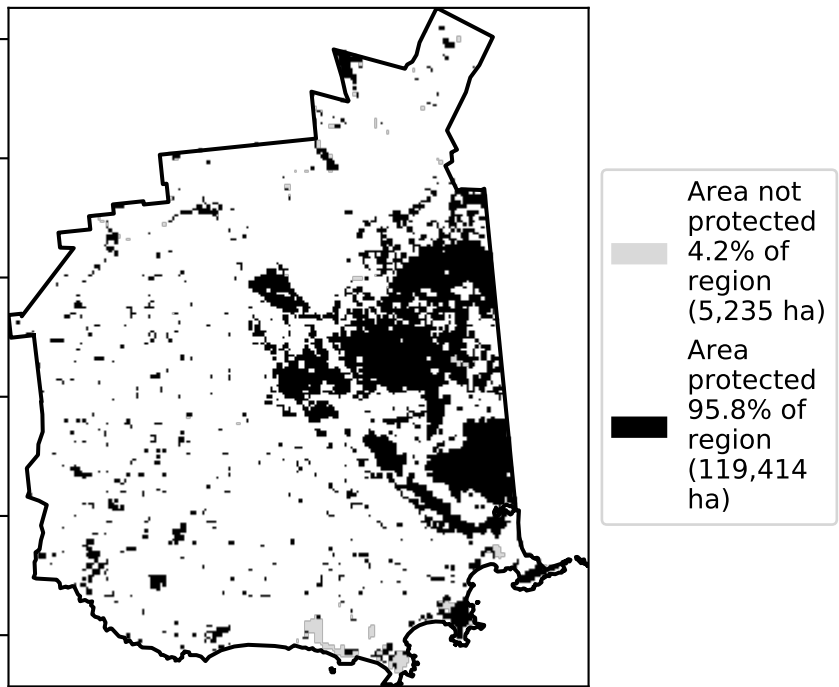 Area not
protected
4.2% of
region
(5,235 ha)
Area
protected
95.8% of
region
(119,414
ha)